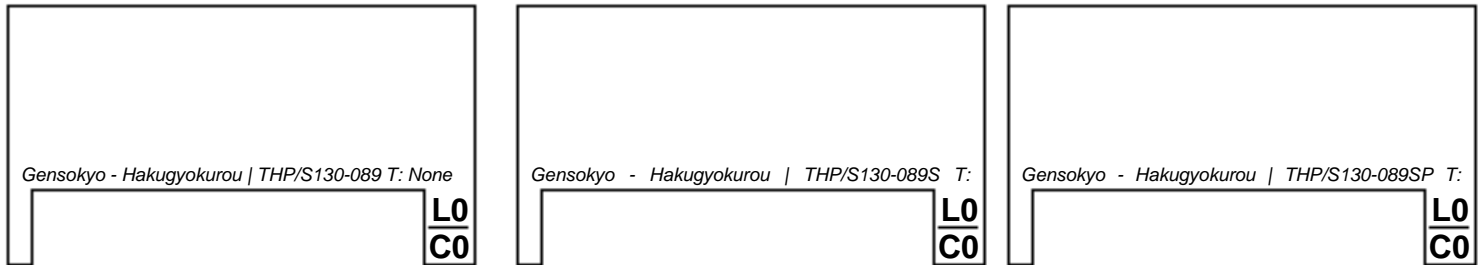 Gensokyo - Hakugyokurou | THP/S130-089 T: None
L0
C0
Gensokyo - Hakugyokurou | THP/S130-089S T:
L0
C0
Gensokyo - Hakugyokurou | THP/S130-089SP T:
L0
C0